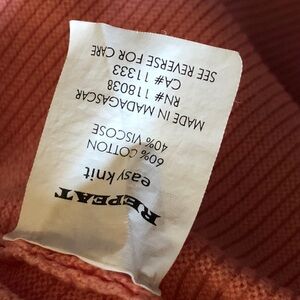 REPEAT
easy knit
60% COTTON
40% VISCOSE
MADE IN MADAGASCAR
RN# 118038
CA# 11333
SEE REVERSE FOR CARE